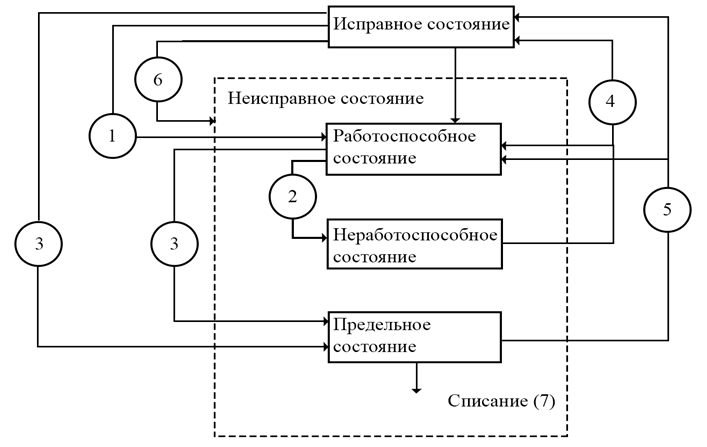 Исправное состояние
6
Неисправное состояние
4
1
Работоспособное
состояние
2
5
3
3
Неработоспособное
состояние
Предельное
состояние
Списание (7)